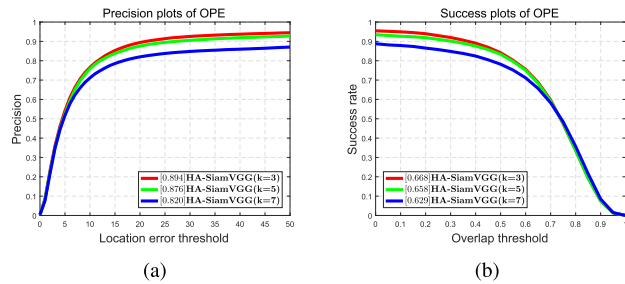 Precision plots of OPE
1
0.9
0.8
0.7
0.6
0.5
0.4
0.3
0.2
0.1
0
Precision
[0.894]HA-SiamVGG(k=3)
[0.876]HA-SiamVGG(k=5)
[0.820]HA-SiamVGG(k=7)
0 5 10 15 20 25 30 35 40 45 50
Location error threshold
(a)
Success plots of OPE
1
0.9
0.8
0.7
0.6
0.5
0.4
0.3
0.2
0.1
0
Success rate
[0.668]HA-SiamVGG(k=3)
[0.658]HA-SiamVGG(k=5)
[0.629]HA-SiamVGG(k=7)
0 0.1 0.2 0.3 0.4 0.5 0.6 0.7 0.8 0.9 1
Overlap threshold
(b)